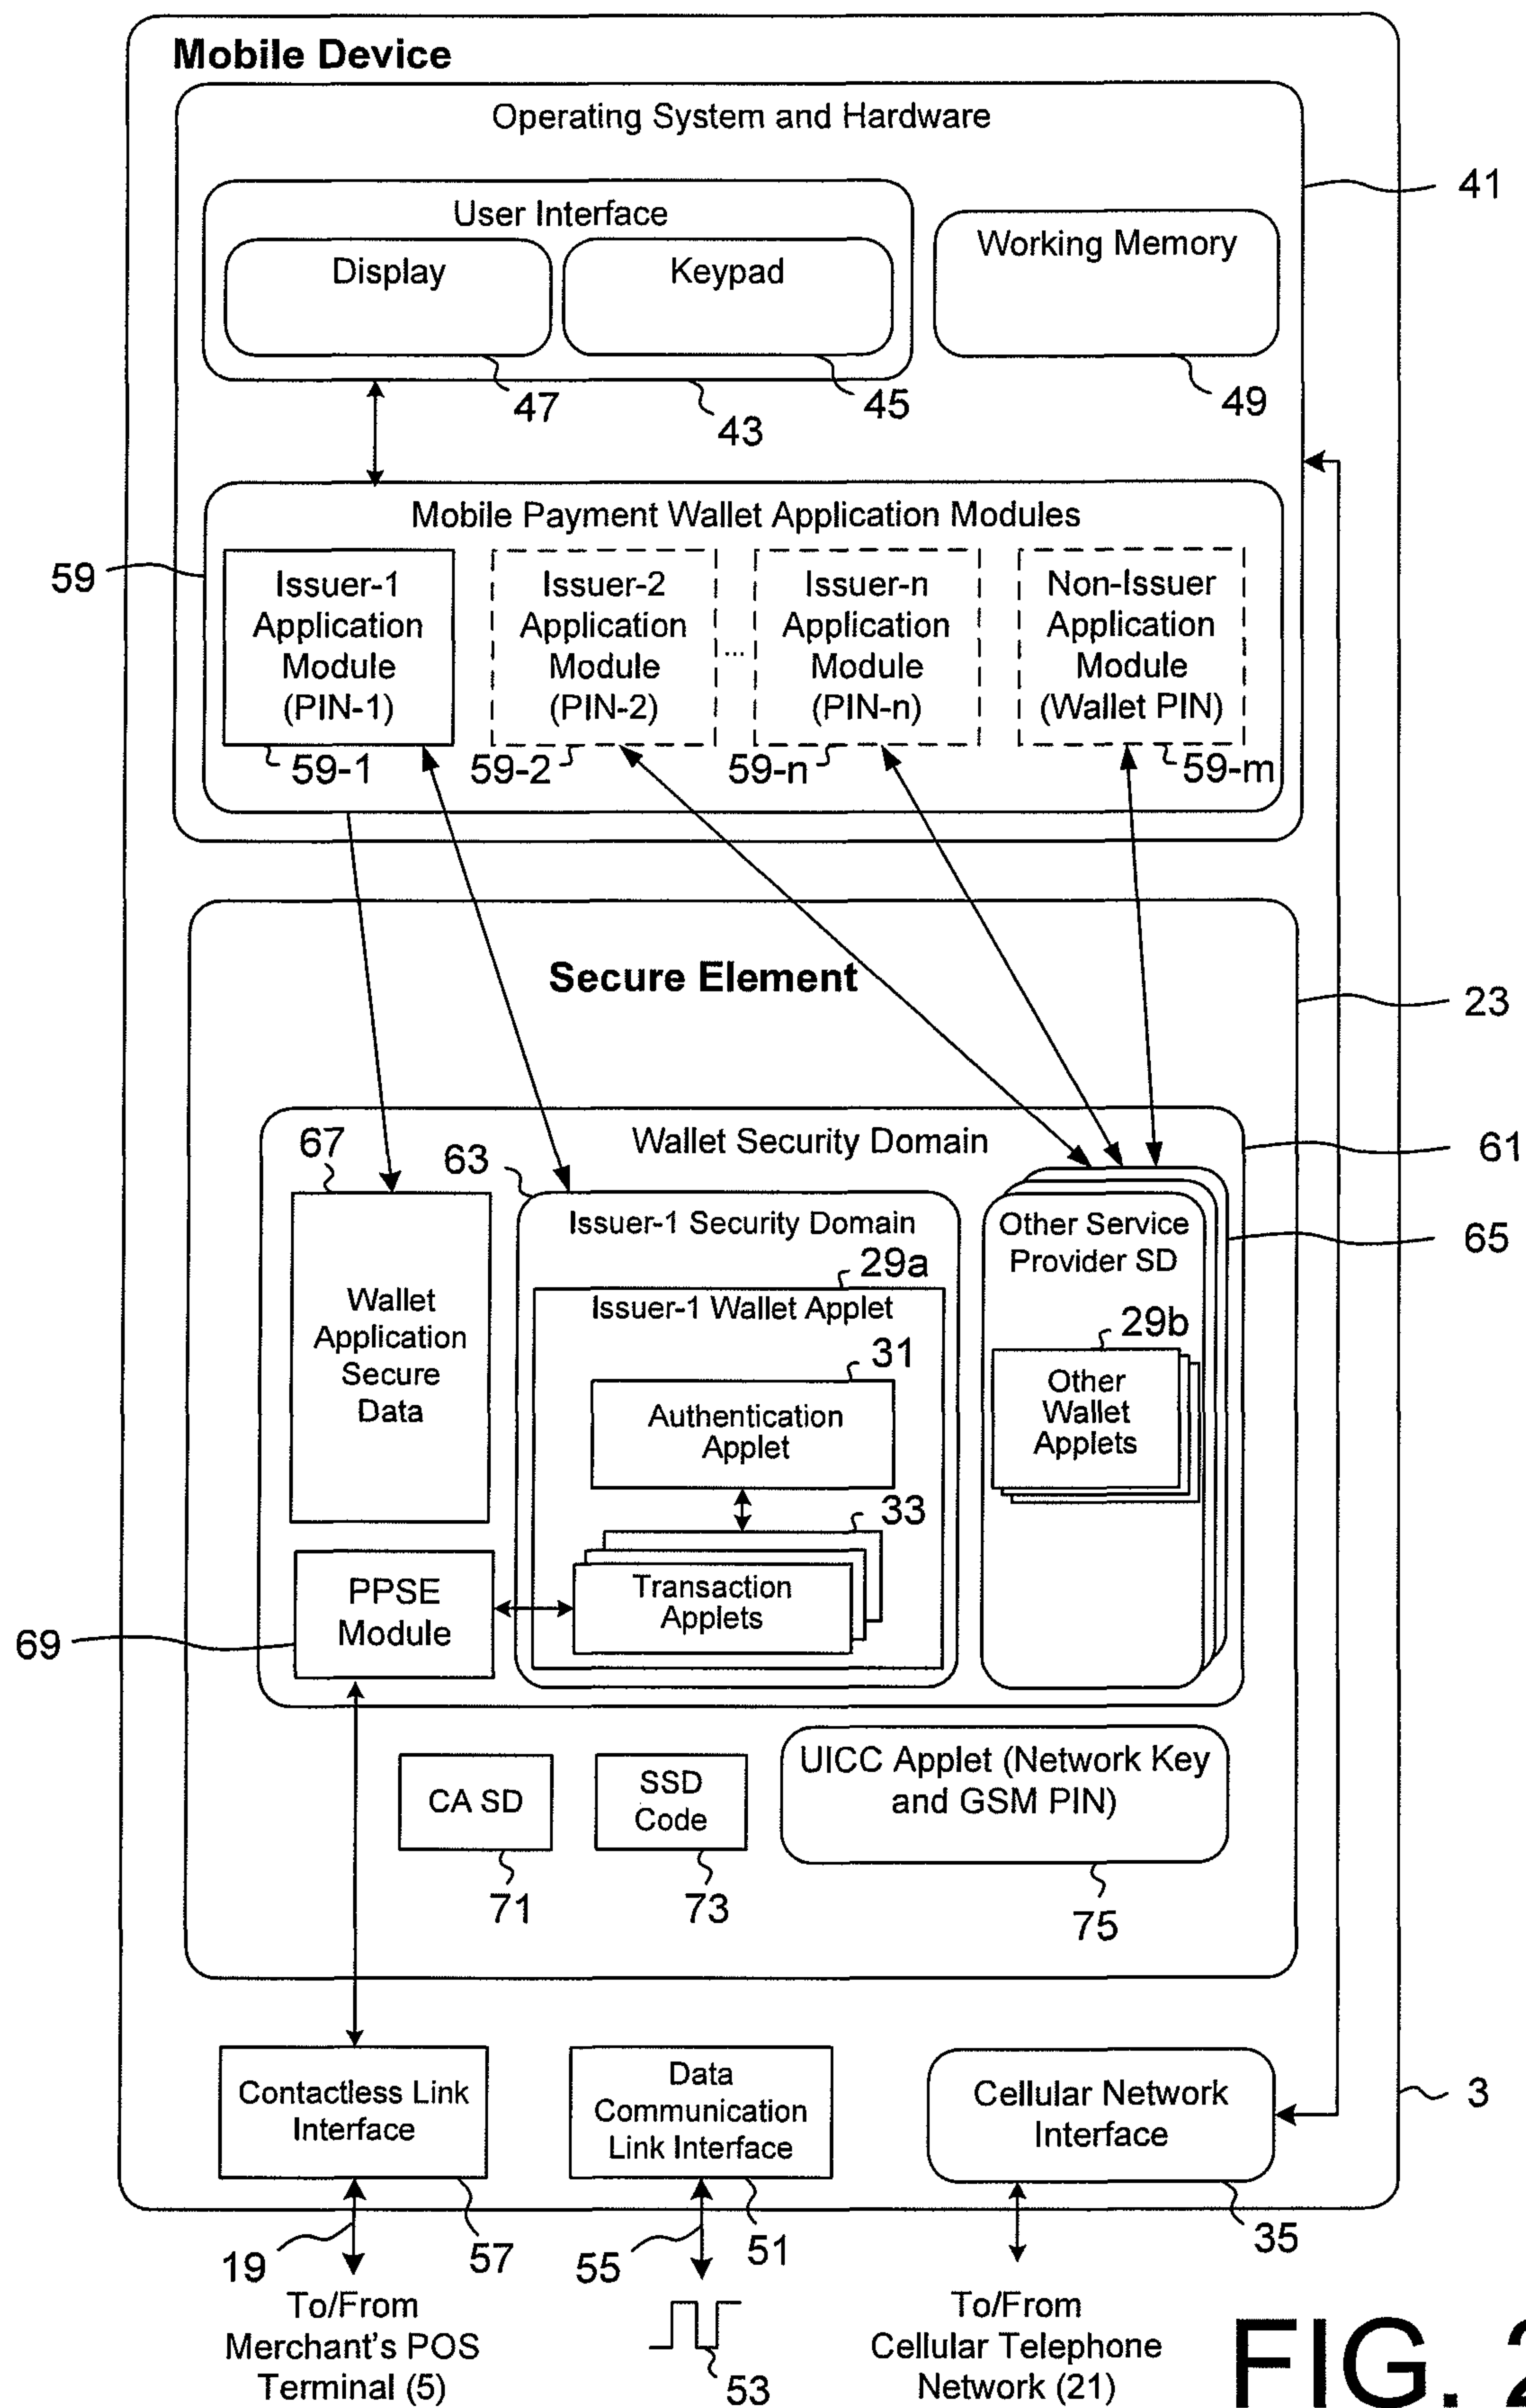 Mobile Device
Operating System and Hardware
41
User Interface
Display
Keypad
Working Memory
47
43
45
49
Mobile Payment Wallet Application Modules
59
Issuer-1
Application
Module
(PIN-1)
Issuer-2
Application
Module
(PIN-2)
...
Issuer-n
Application
Module
(PIN-n)
Non-Issuer
Application
Module
(Wallet PIN)
59-1
59-2
59-n
59-m
Secure Element
23
Wallet Security Domain
61
67
63
Issuer-1 Security Domain
Other Service
Provider SD
65
29a
Issuer-1 Wallet Applet
Wallet
Application
Secure
Data
31
Authentication
Applet
29b
Other
Wallet
Applets
33
Transaction
Applets
PPSE
Module
69
CA SD
71
SSD
Code
73
UICC Applet (Network Key
and GSM PIN)
75
Contactless Link
Interface
Data
Communication
Link Interface
Cellular Network
Interface
3
19
57
55
51
35
To/From
Merchant's POS
Terminal (5)
53
To/From
Cellular Telephone
Network (21)
FIG. 2